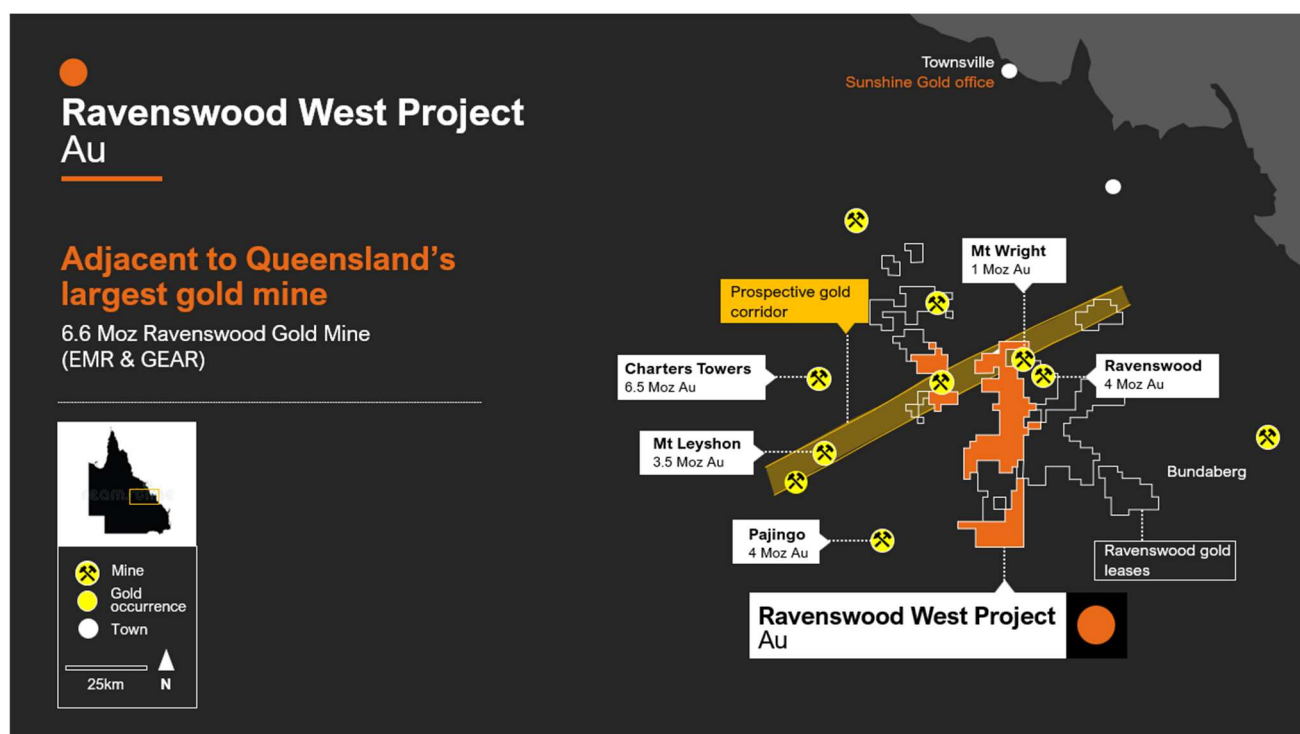 Ravenswood West Project
Au
Adjacent to Queensland's
largest gold mine
6.6 Moz Ravenswood Gold Mine
(EMR & GEAR)
Mine
Gold
occurrence
Town
25km
N
Townsville
Sunshine Gold office
Mt Wright
1 Moz Au
Prospective gold
corridor
Charters Towers
6.5 Moz Au
Ravenswood
4 Moz Au
Mt Leyshon
3.5 Moz Au
Bundaberg
Pajingo
4 Moz Au
Ravenswood gold
leases
Ravenswood West Project
Au